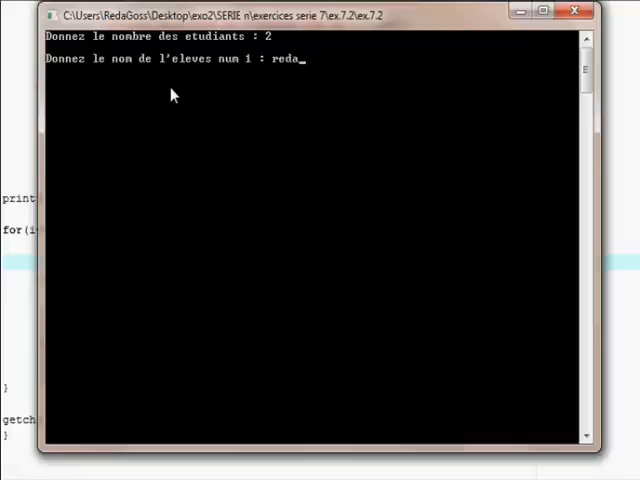 C:\Users\RedaGoss\Desktop\exo2\SERIE n\exercices serie 7\ex.7.2\ex.7.2
Donnez le nombre des etudiants : 2
Donnez le nom de l'eleves num 1 : reda_
print
for(i
}
getch
}